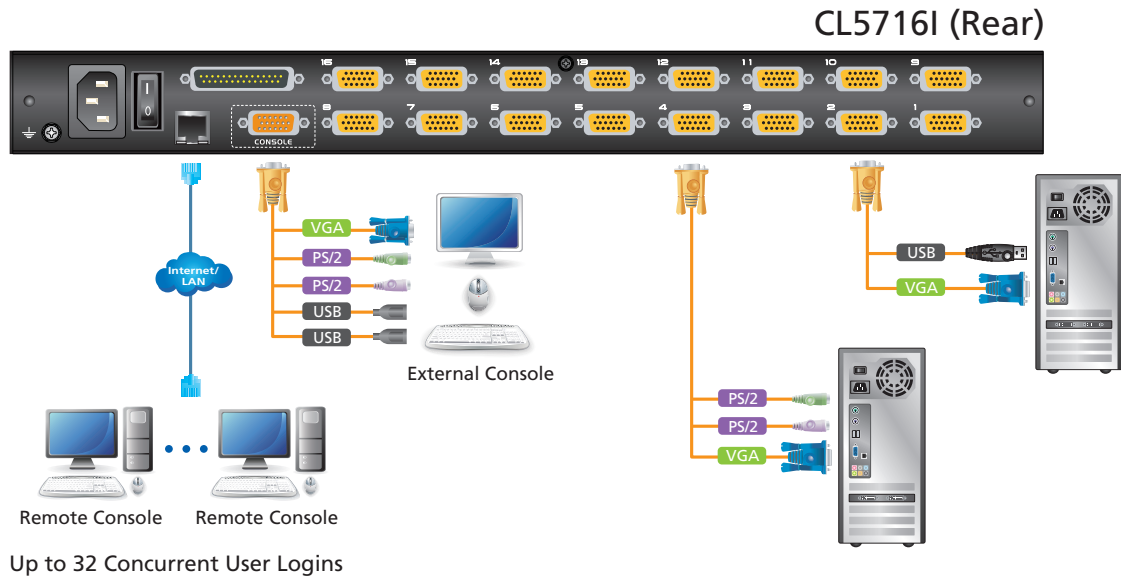 CL5716I (Rear)
16 15 14 13 12 11 10 9
8 7 6 5 4 3 2 1
I
0
CONSOLE
Internet/
LAN
VGA
PS/2
PS/2
USB
USB
External Console
USB
VGA
PS/2
PS/2
VGA
Remote Console Remote Console
Up to 32 Concurrent User Logins